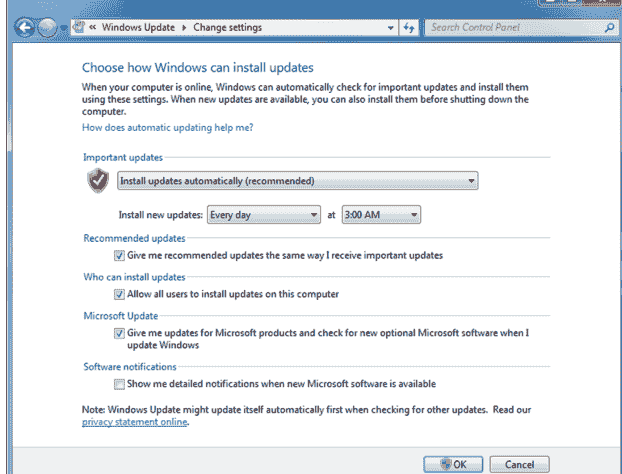 « Windows Update ▸ Change settings
Search Control Panel
Choose how Windows can install updates
When your computer is online, Windows can automatically check for important updates and install them
using these settings. When new updates are available, you can also install them before shutting down the
computer.
How does automatic updating help me?
Important updates
Install updates automatically (recommended)
Install new updates: Every day at 3:00 AM
Recommended updates
Give me recommended updates the same way I receive important updates
Who can install updates
Allow all users to install updates on this computer
Microsoft Update
Give me updates for Microsoft products and check for new optional Microsoft software when I
update Windows
Software notifications
Show me detailed notifications when new Microsoft software is available
Note: Windows Update might update itself automatically first when checking for other updates. Read our
privacy statement online.
OK Cancel